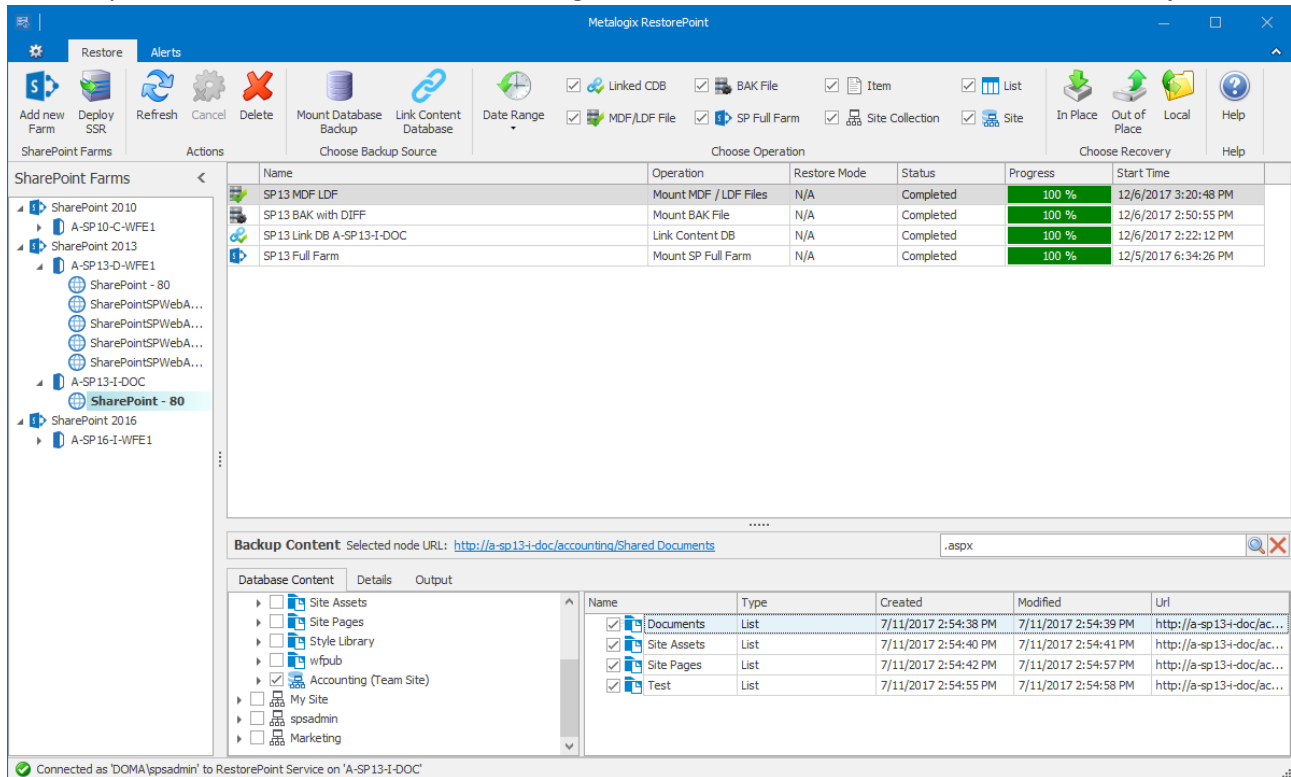 Metalogix RestorePoint
Restore Alerts
Linked CDB BAK File Item List
MDF/LDF File SP Full Farm Site Collection Site
Add new Farm Deploy SSR Refresh Cancel Delete Mount Database Backup Link Content Database Date Range In Place Out of Place Local Help
SharePoint Farms Actions Choose Backup Source Choose Operation Choose Recovery Help
SharePoint Farms
SharePoint 2010
A-SP10-C-WFE1
SharePoint 2013
A-SP13-D-WFE1
SharePoint - 80
SharePointSPWebA...
SharePointSPWebA...
SharePointSPWebA...
SharePointSPWebA...
A-SP13-I-DOC
SharePoint - 80
SharePoint 2016
A-SP16-I-WFE1
Name Operation Restore Mode Status Progress Start Time
SP13 MDF LDF Mount MDF / LDF Files N/A Completed 100 % 12/6/2017 3:20:48 PM
SP13 BAK with DIFF Mount BAK File N/A Completed 100 % 12/6/2017 2:50:55 PM
SP13 Link DB A-SP13-I-DOC Link Content DB N/A Completed 100 % 12/6/2017 2:22:12 PM
SP13 Full Farm Mount SP Full Farm N/A Completed 100 % 12/5/2017 6:34:26 PM
Backup Content Selected node URL: http://a-sp13-i-doc/accounting/Shared Documents .aspx
Database Content Details Output
Site Assets
Site Pages
Style Library
wfpub
Accounting (Team Site)
My Site
spsadmin
Marketing
Name Type Created Modified Url
Documents List 7/11/2017 2:54:38 PM 7/11/2017 2:54:39 PM http://a-sp13-i-doc/ac...
Site Assets List 7/11/2017 2:54:40 PM 7/11/2017 2:54:41 PM http://a-sp13-i-doc/ac...
Site Pages List 7/11/2017 2:54:42 PM 7/11/2017 2:54:57 PM http://a-sp13-i-doc/ac...
Test List 7/11/2017 2:54:55 PM 7/11/2017 2:54:58 PM http://a-sp13-i-doc/ac...
Connected as 'DOMA\spsadmin' to RestorePoint Service on 'A-SP13-I-DOC'